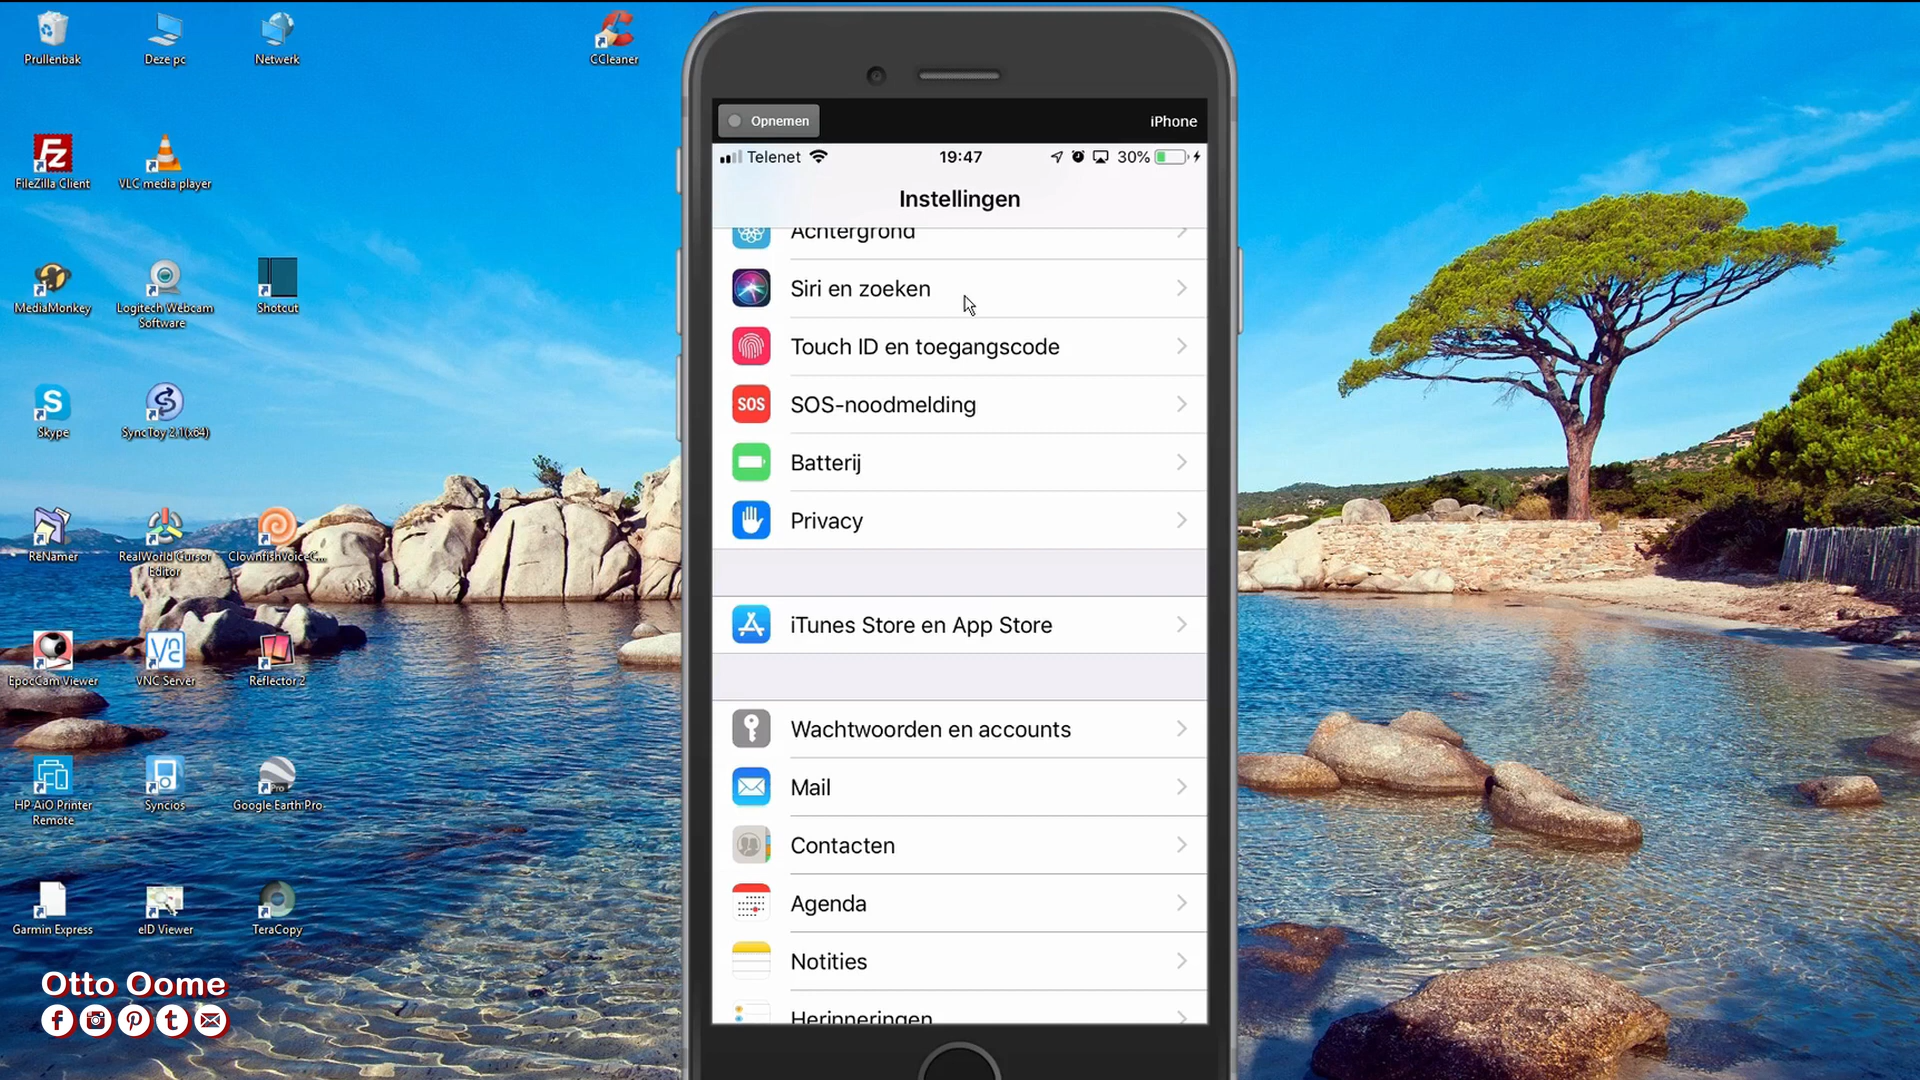 Prullenbak
Deze pc
Netwerk
CCleaner
FileZilla Client
VLC media player
MediaMonkey
Logitech Webcam
Software
Shotcut
Skype
SyncToy 2.1(x64)
ReNamer
RealWorld Cursor
Editor
ClownfishVoiceC...
EpocCam Viewer
VNC Server
Reflector 2
HP AiO Printer
Remote
Syncios
Google Earth Pro
Garmin Express
eID Viewer
TeraCopy
Otto Oome
Opnemen
iPhone
Telenet
19:47
30%
Instellingen
Achtergrond
Siri en zoeken
Touch ID en toegangscode
SOS
SOS-noodmelding
Batterij
Privacy
iTunes Store en App Store
Wachtwoorden en accounts
Mail
Contacten
Agenda
Notities
Herinneringen